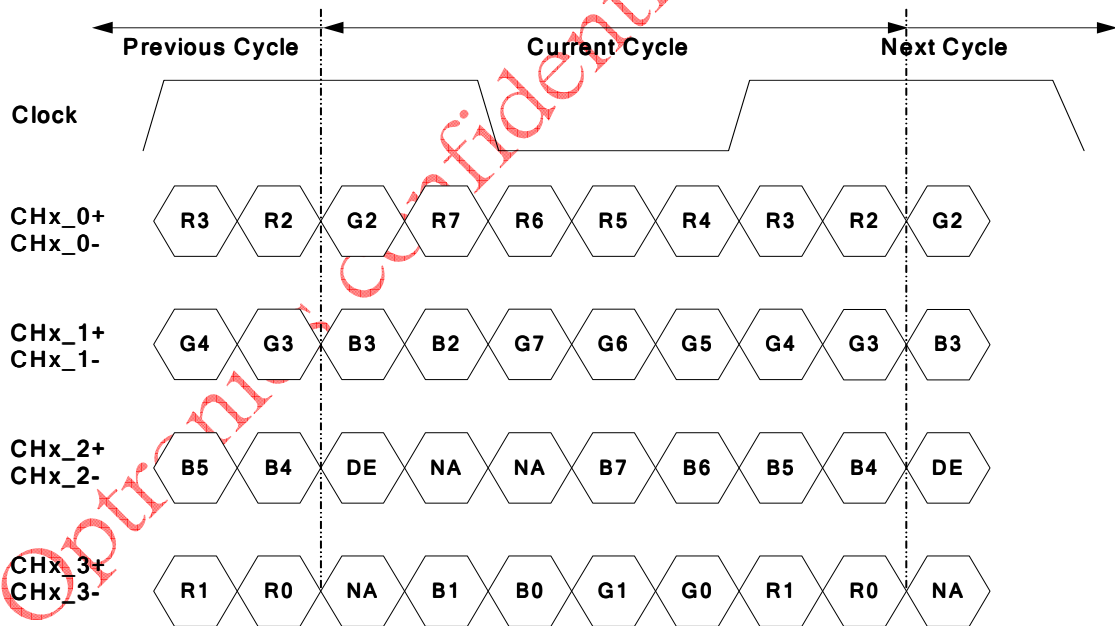 Previous Cycle Current Cycle Next Cycle
Clock
CHx_0+
CHx_0-
R3 R2 G2 R7 R6 R5 R4 R3 R2 G2
CHx_1+
CHx_1-
G4 G3 B3 B2 G7 G6 G5 G4 G3 B3
CHx_2+
CHx_2-
B5 B4 DE NA NA B7 B6 B5 B4 DE
CHx_3+
CHx_3-
R1 R0 NA B1 B0 G1 G0 R1 R0 NA